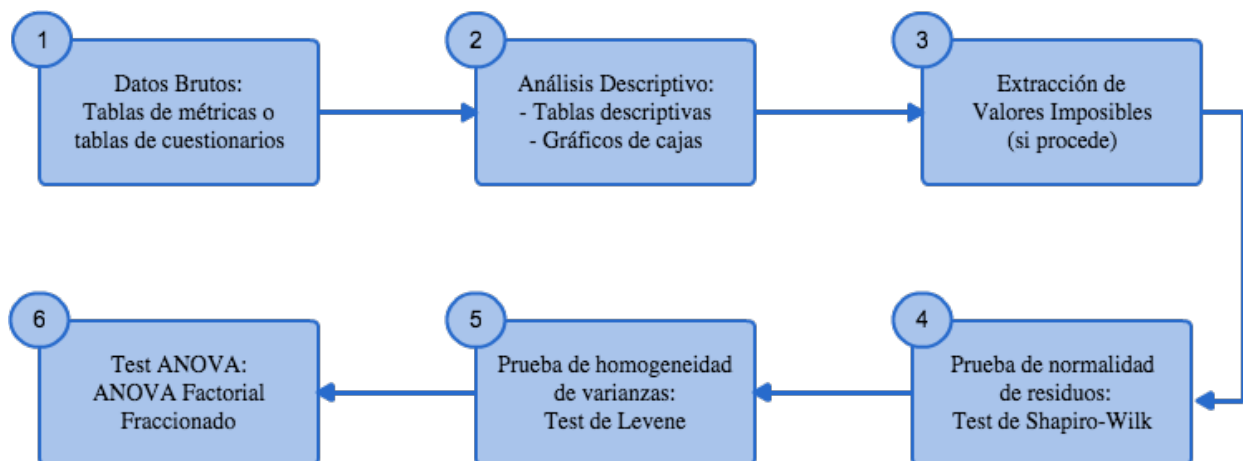 1
Datos Brutos:
Tablas de métricas o
tablas de cuestionarios
2
Análisis Descriptivo:
- Tablas descriptivas
- Gráficos de cajas
3
Extracción de
Valores Imposibles
(si procede)
4
Prueba de normalidad
de residuos:
Test de Shapiro-Wilk
5
Prueba de homogeneidad
de varianzas:
Test de Levene
6
Test ANOVA:
ANOVA Factorial
Fraccionado